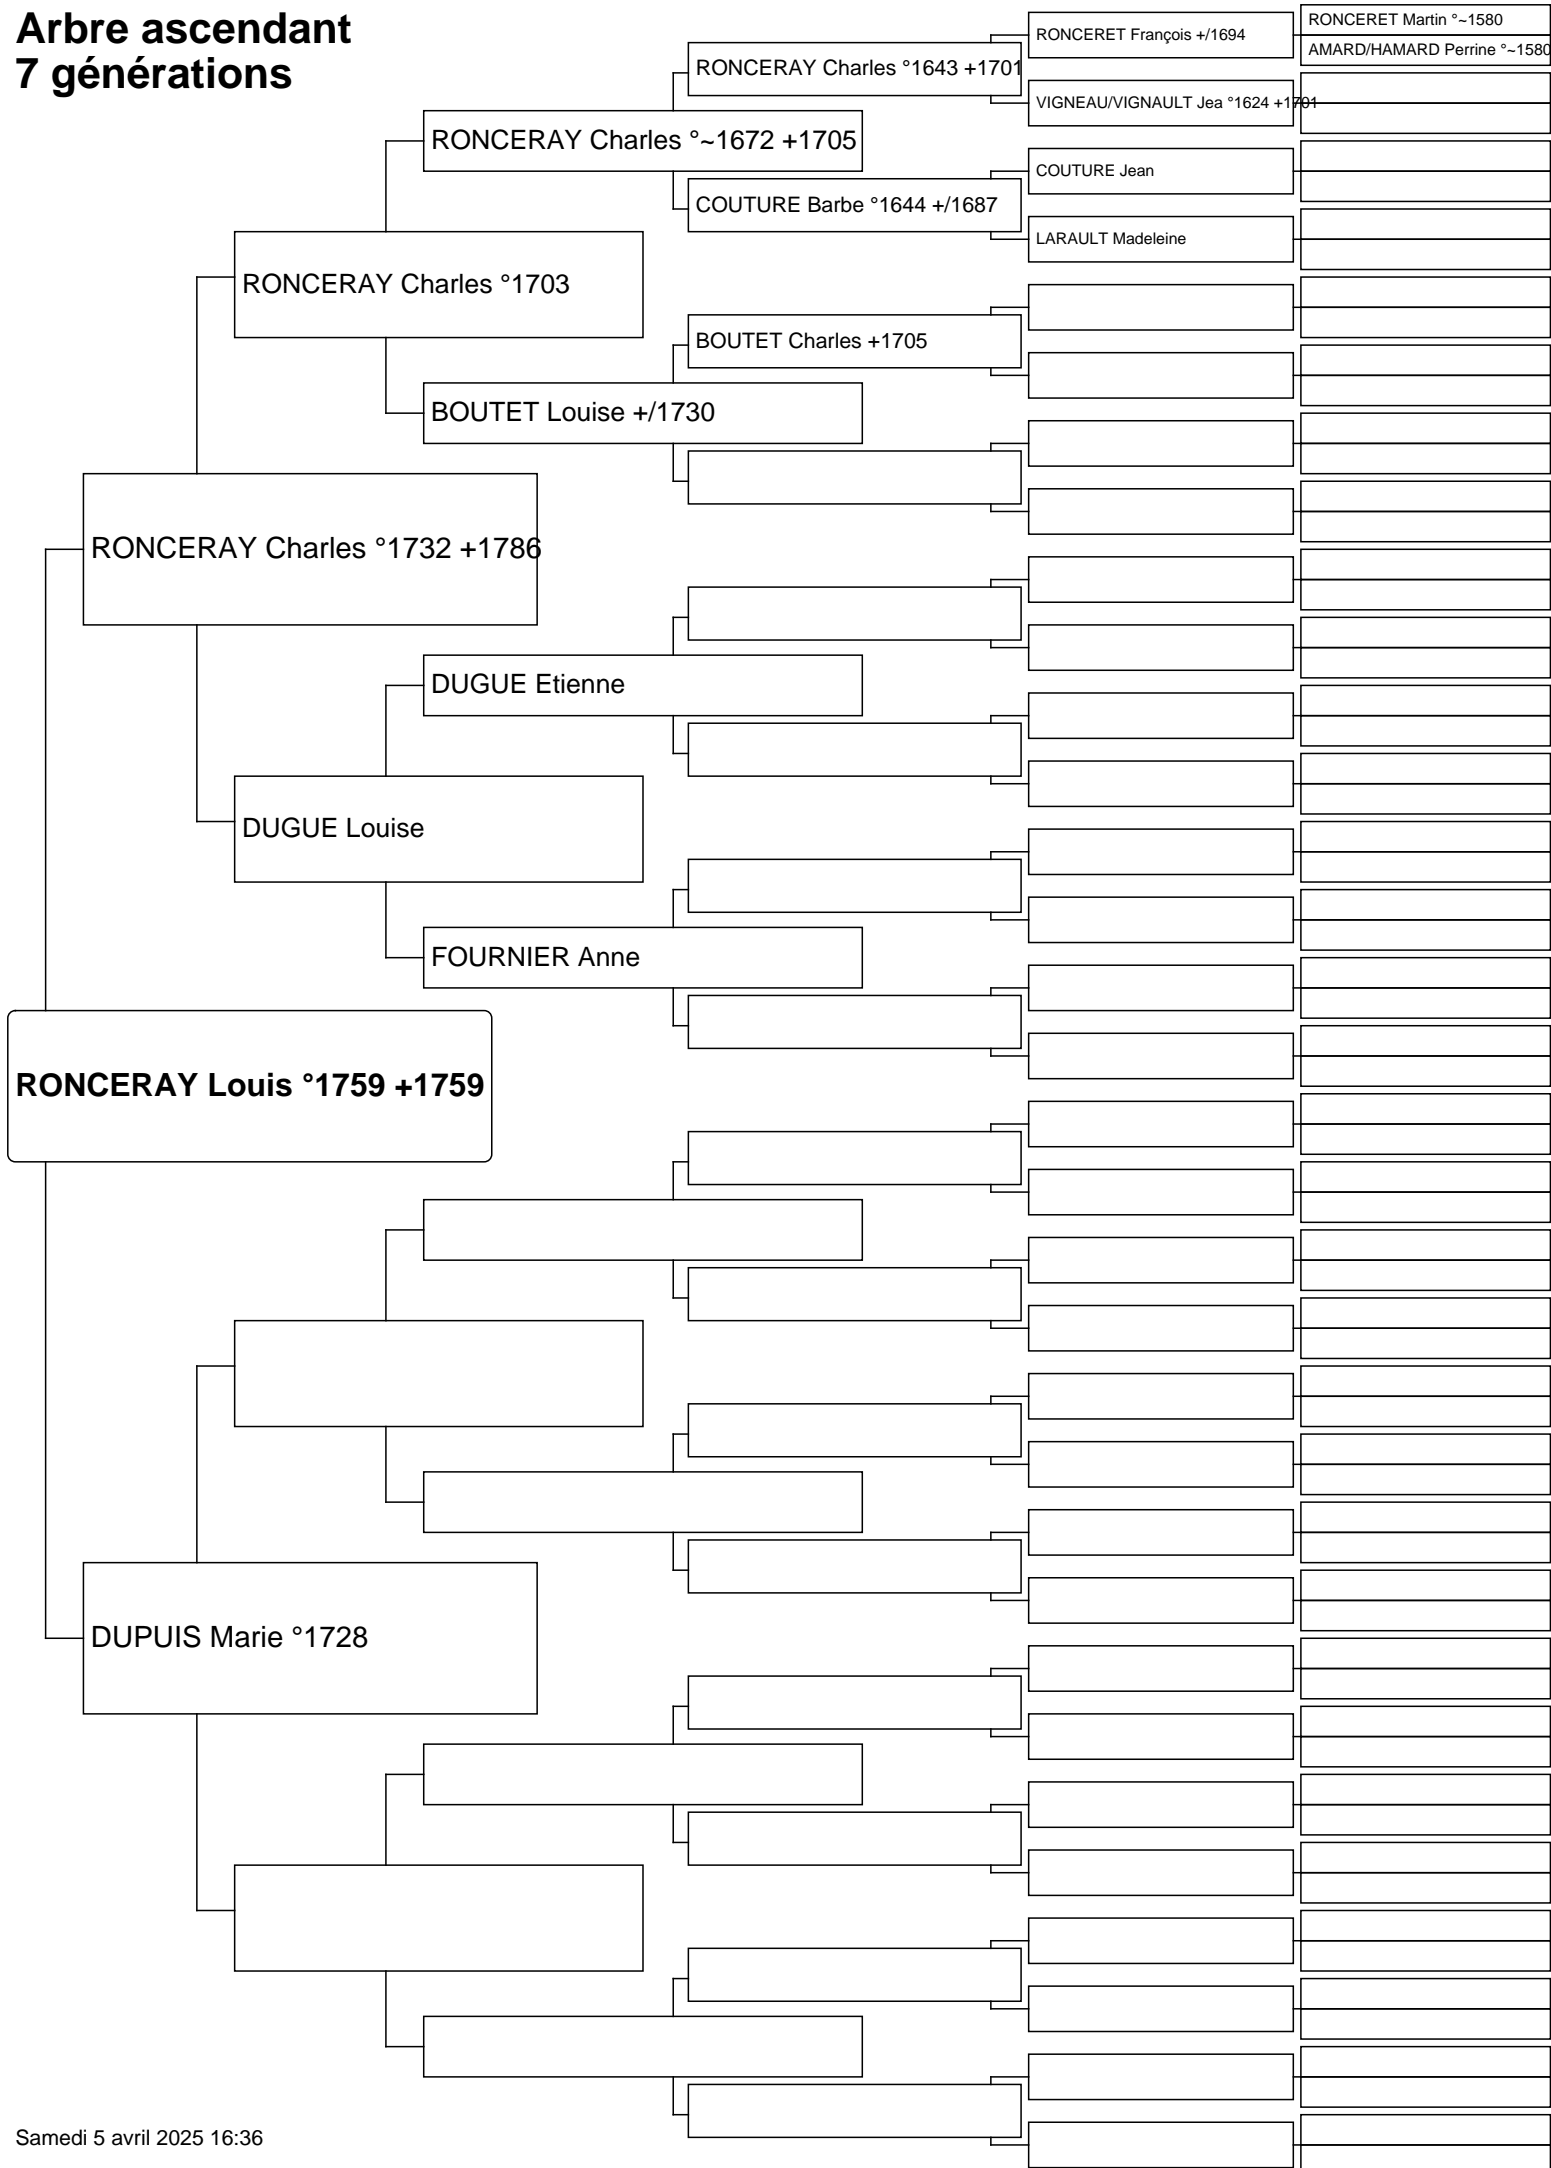 Arbre ascendant
7 générations
RONCERET François +/1694
RONCERET Martin °~1580
AMARD/HAMARD Perrine °~1580
RONCERAY Charles °1643 +1701
VIGNEAU/VIGNAULT Jea °1624 +1701
RONCERAY Charles °~1672 +1705
COUTURE Jean
COUTURE Barbe °1644 +/1687
LARAULT Madeleine
RONCERAY Charles °1703
BOUTET Charles +1705
BOUTET Louise +/1730
RONCERAY Charles °1732 +1786
DUGUE Etienne
DUGUE Louise
FOURNIER Anne
RONCERAY Louis °1759 +1759
DUPUIS Marie °1728
Samedi 5 avril 2025 16:36